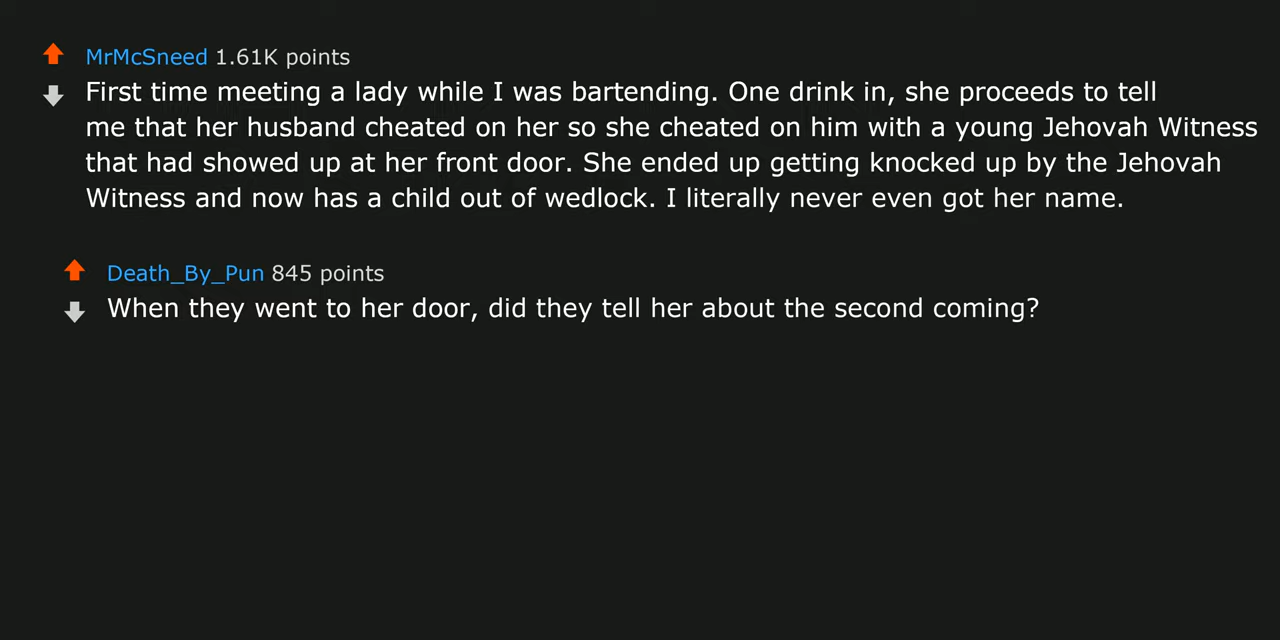 MrMcSneed 1.61K points
First time meeting a lady while I was bartending. One drink in, she proceeds to tell
me that her husband cheated on her so she cheated on him with a young Jehovah Witness
that had showed up at her front door. She ended up getting knocked up by the Jehovah
Witness and now has a child out of wedlock. I literally never even got her name.
Death_By_Pun 845 points
When they went to her door, did they tell her about the second coming?